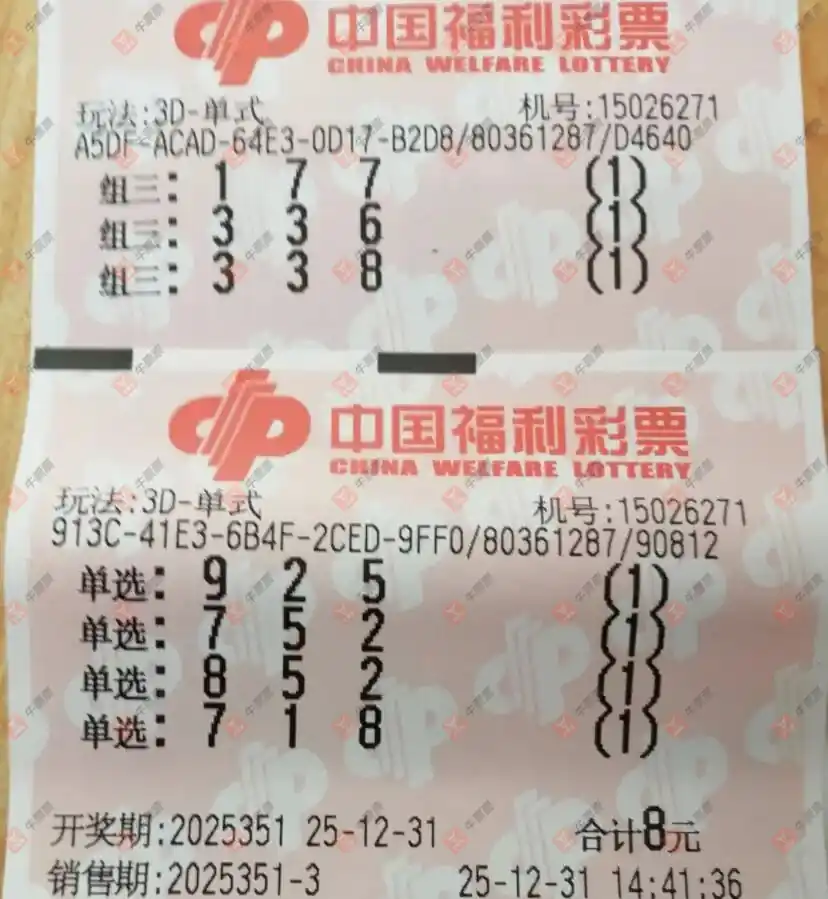 中国福利彩票
CHINA WELFARE LOTTERY
玩法:3D-单式 机号:15026271
A5DF-ACAD-64E3-0D17-B2D8/80361287/D4640
组三: 1 7 7 (1)
组三: 3 3 6 (1)
组三: 3 3 8 (1)
中国福利彩票
CHINA WELFARE LOTTERY
玩法:3D-单式 机号:15026271
913C-41E3-6B4F-2CED-9FF0/80361287/90812
单选: 9 2 5 (1)
单选: 7 5 2 (1)
单选: 8 5 2 (1)
单选: 7 1 8 (1)
开奖期:2025351 25-12-31 合计8元
销售期:2025351-3 25-12-31 14:41:36